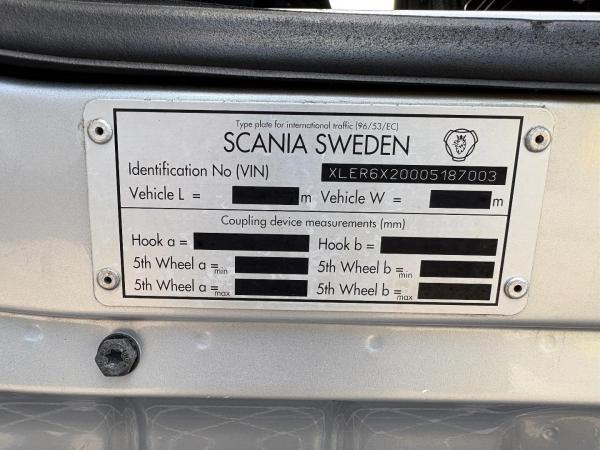 Type plate for international traffic (96/53/EC)
SCANIA SWEDEN
Identification No (VIN) XLER6X20005187003
Vehicle L = m Vehicle W = m
Coupling device measurements (mm)
Hook a = Hook b =
5th Wheel a = min 5th Wheel b = min
5th Wheel a = max 5th Wheel b = max